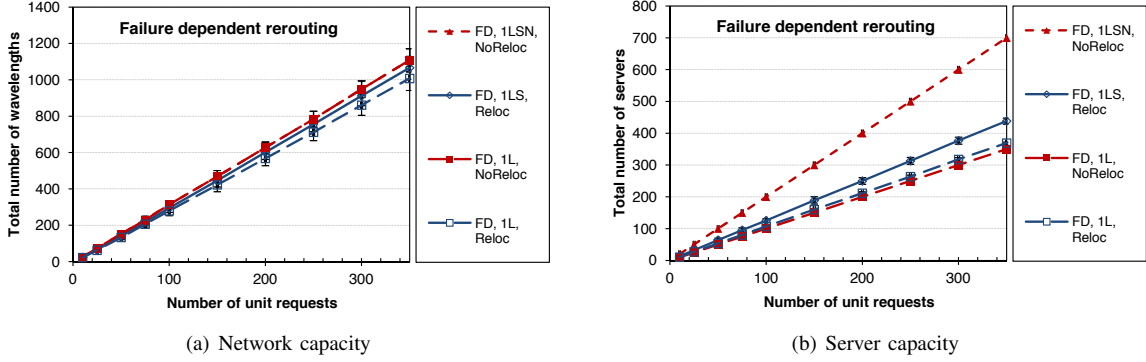 Failure dependent rerouting
Total number of wavelengths
1400
1200
1000
800
600
400
200
0
0
100
200
300
Number of unit requests
FD, 1LSN,
NoReloc
FD, 1LS,
Reloc
FD, 1L,
NoReloc
FD, 1L,
Reloc
(a) Network capacity
Failure dependent rerouting
Total number of servers
800
700
600
500
400
300
200
100
0
0
100
200
300
Number of unit requests
FD, 1LSN,
NoReloc
FD, 1LS,
Reloc
FD, 1L,
NoReloc
FD, 1L,
Reloc
(b) Server capacity